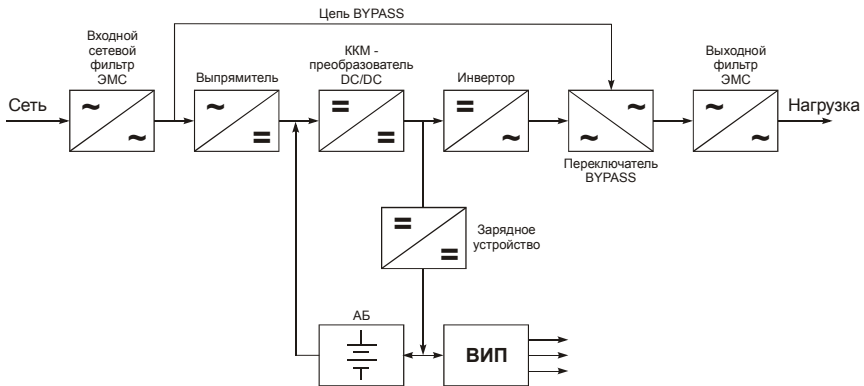 Цепь BYPASS
Входной
сетевой
фильтр
ЭМС
Выпрямитель
ККМ -
преобразователь
DC/DC
Инвертор
Выходной
фильтр
ЭМС
Сеть
Нагрузка
Переключатель
BYPASS
Зарядное
устройство
АБ
ВИП